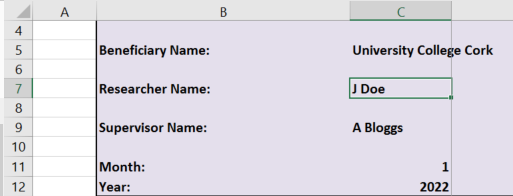 A B C
4
5 Beneficiary Name: University College Cork
6
7 Researcher Name: J Doe
8
9 Supervisor Name: A Bloggs
10
11 Month: 1
12 Year: 2022